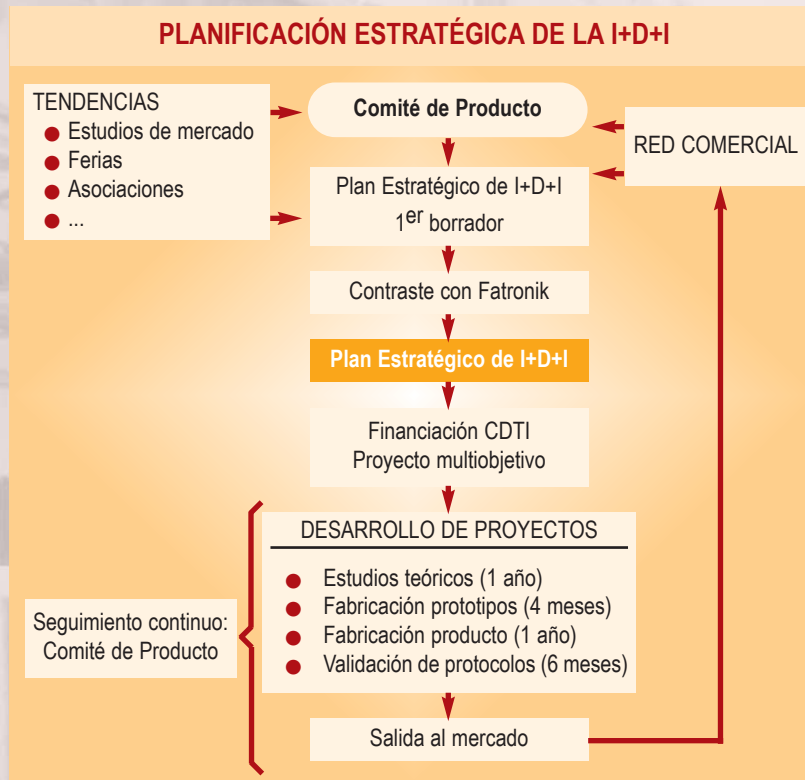 PLANIFICACIÓN ESTRATÉGICA DE LA I+D+I
TENDENCIAS
● Estudios de mercado
● Ferias
● Asociaciones
● ...
Comité de Producto
RED COMERCIAL
Plan Estratégico de I+D+I
1er borrador
Contraste con Fatronik
Plan Estratégico de I+D+I
Financiación CDTI
Proyecto multiobjetivo
DESARROLLO DE PROYECTOS
● Estudios teóricos (1 año)
● Fabricación prototipos (4 meses)
● Fabricación producto (1 año)
● Validación de protocolos (6 meses)
Seguimiento continuo:
Comité de Producto
Salida al mercado